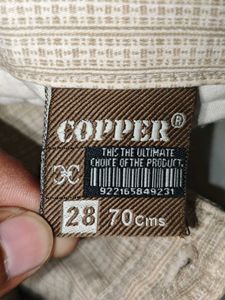 COPPER®
THIS THE ULTIMATE
CHOICE OF THE PRODUCT.
922165849231
28 70Cms